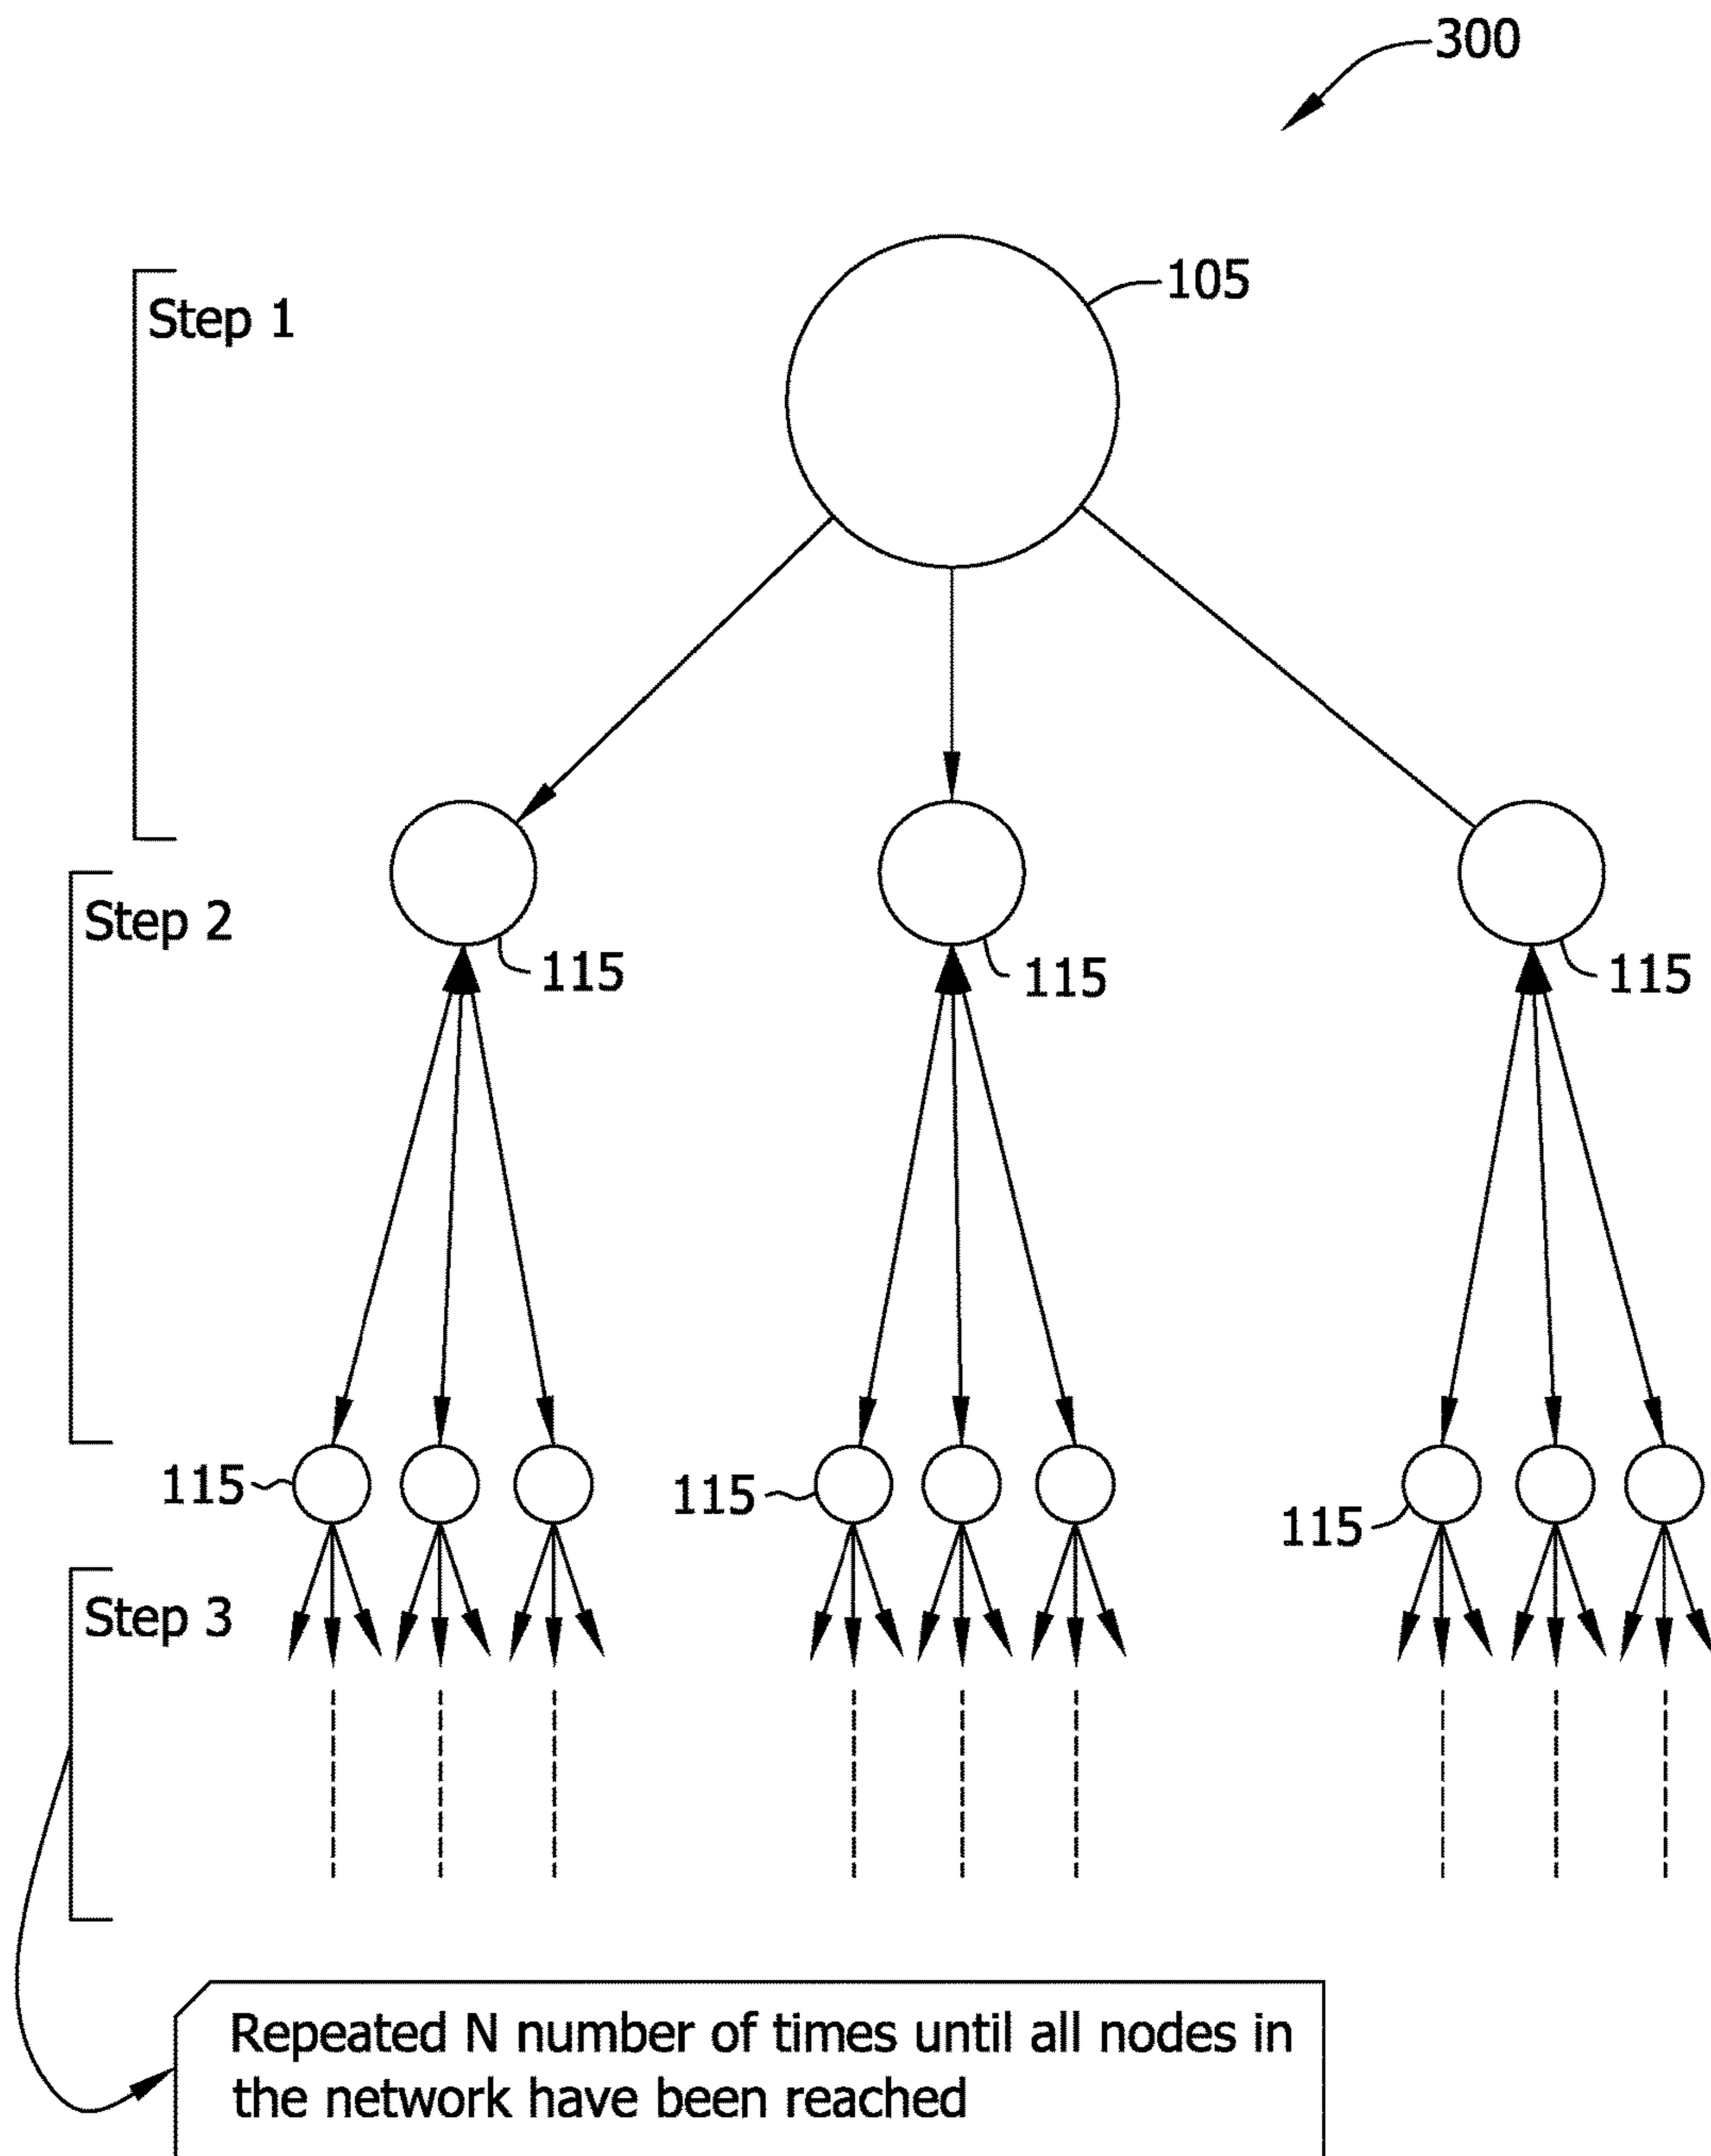 300
105
Step 1
Step 2
115
115
115
115
115
115
Step 3
Repeated N number of times until all nodes in
the network have been reached